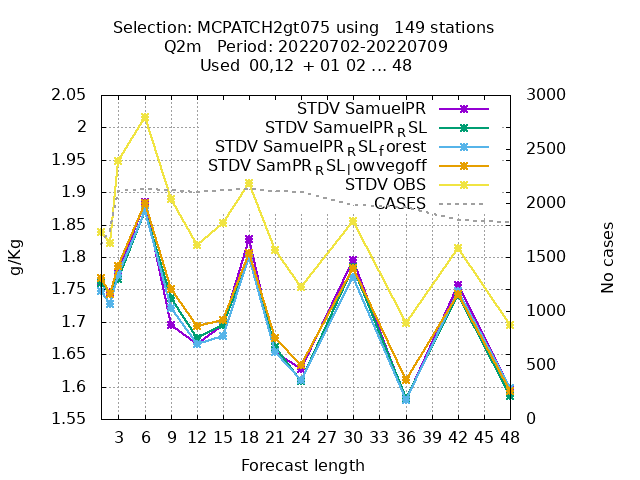 Selection: MCPATCH2gt075 using   149 stations
Q2m   Period: 20220702-20220709
Used  00,12  + 01 02 ... 48
2.05
2
1.95
1.9
1.85
1.8
1.75
1.7
1.65
1.6
1.55
g/Kg
STDV SamuelPR
STDV SamuelPR_RSL
STDV SamuelPR_RSL_forest
STDV SamPR_RSL_lowvegoff
STDV OBS
CASES
3000
2500
2000
1500
1000
500
0
No cases
3 6 9 12 15 18 21 24 27 30 33 36 39 42 45 48
Forecast length